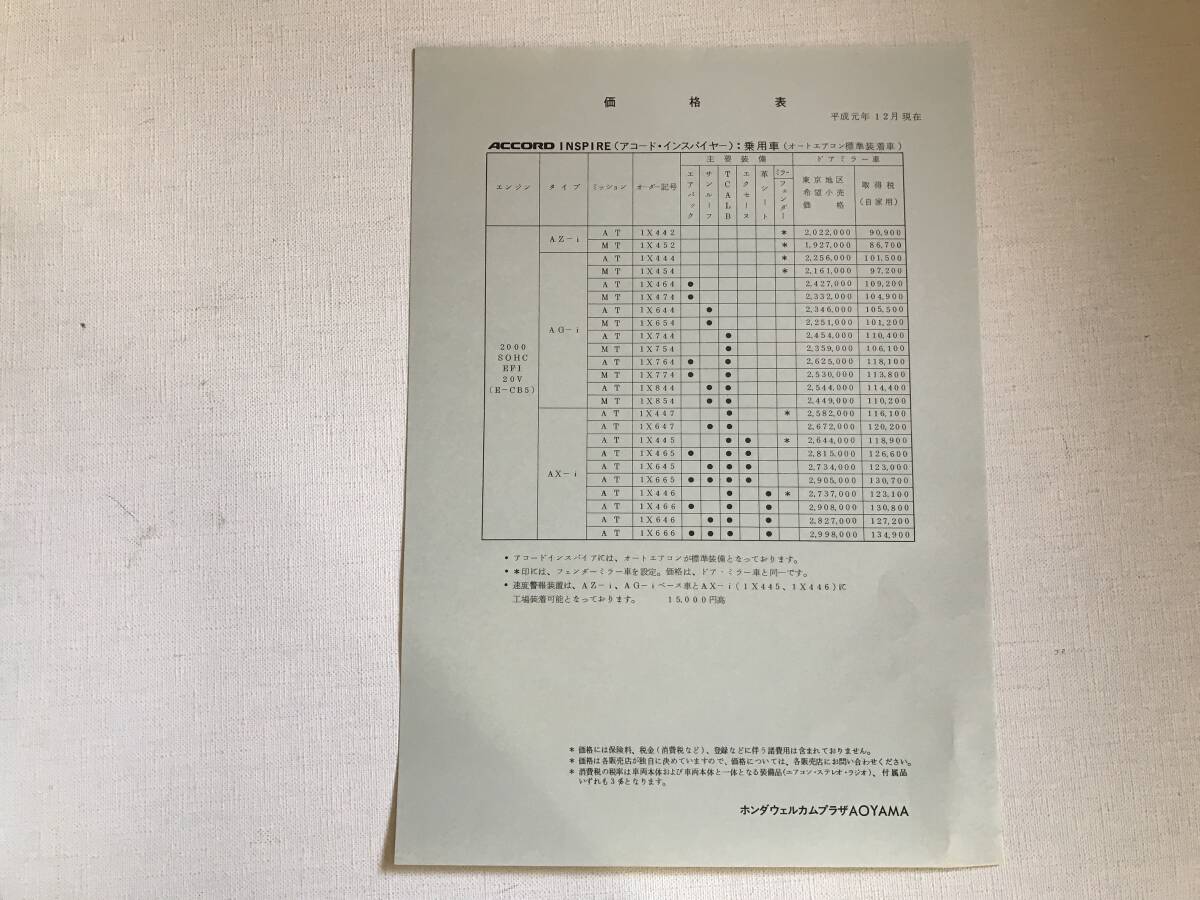 価格表
平成元年12月現在
ACCORD INSPIRE(アコード・インスパイヤー):乗用車(オートエアコン標準装着車)
エンジン タイプ ミッション オーダー記号 主要装備 ドアミラー車
エアバック サンルーフ TCALB エクセーヌ 革シート ミラーフェンダー 東京地区希望小売価格 取得税(自家用)
2000 SOHC EFI 20V (E-CB5)
AZ-i AT 1X442 * 2,022,000 90,900
MT 1X452 * 1,927,000 86,700
AG-i AT 1X444 * 2,256,000 101,500
MT 1X454 * 2,161,000 97,200
AT 1X464 ● 2,427,000 109,200
MT 1X474 ● 2,332,000 104,900
AT 1X644 ● 2,346,000 105,500
MT 1X654 ● 2,251,000 101,200
AT 1X744 ● 2,454,000 110,400
MT 1X754 ● 2,359,000 106,100
AT 1X764 ● ● 2,625,000 118,100
MT 1X774 ● ● 2,530,000 113,800
AT 1X844 ● ● 2,544,000 114,400
MT 1X854 ● ● 2,449,000 110,200
AX-i AT 1X447 ● * 2,582,000 116,100
AT 1X647 ● ● 2,672,000 120,200
AT 1X445 ● ● * 2,644,000 118,900
AT 1X465 ● ● ● 2,815,000 126,600
AT 1X645 ● ● ● 2,734,000 123,000
AT 1X665 ● ● ● ● 2,905,000 130,700
AT 1X446 ● ● * 2,737,000 123,100
AT 1X466 ● ● ● 2,908,000 130,800
AT 1X646 ● ● ● 2,827,000 127,200
AT 1X666 ● ● ● ● 2,998,000 134,900
• アコードインスパイアには、オートエアコンが標準装備となっております。
• *印には、フェンダーミラー車を設定。価格は、ドア・ミラー車と同一です。
• 速度警報装置は、AZ-i、AG-iベース車とAX-i(1X445、1X446)に
工場装着可能となっております。 15,000円高
* 価格には保険料、税金(消費税など)、登録などに伴う諸費用は含まれておりません。
* 価格は各販売店が独自に決めていますので、価格については、各販売店にお問い合わせください。
* 消費税の税率は車両本体および車両本体と一体となる装備品(エアコン・ステレオ・ラジオ)、付属品
いずれも3%となります。
ホンダウェルカムプラザAOYAMA